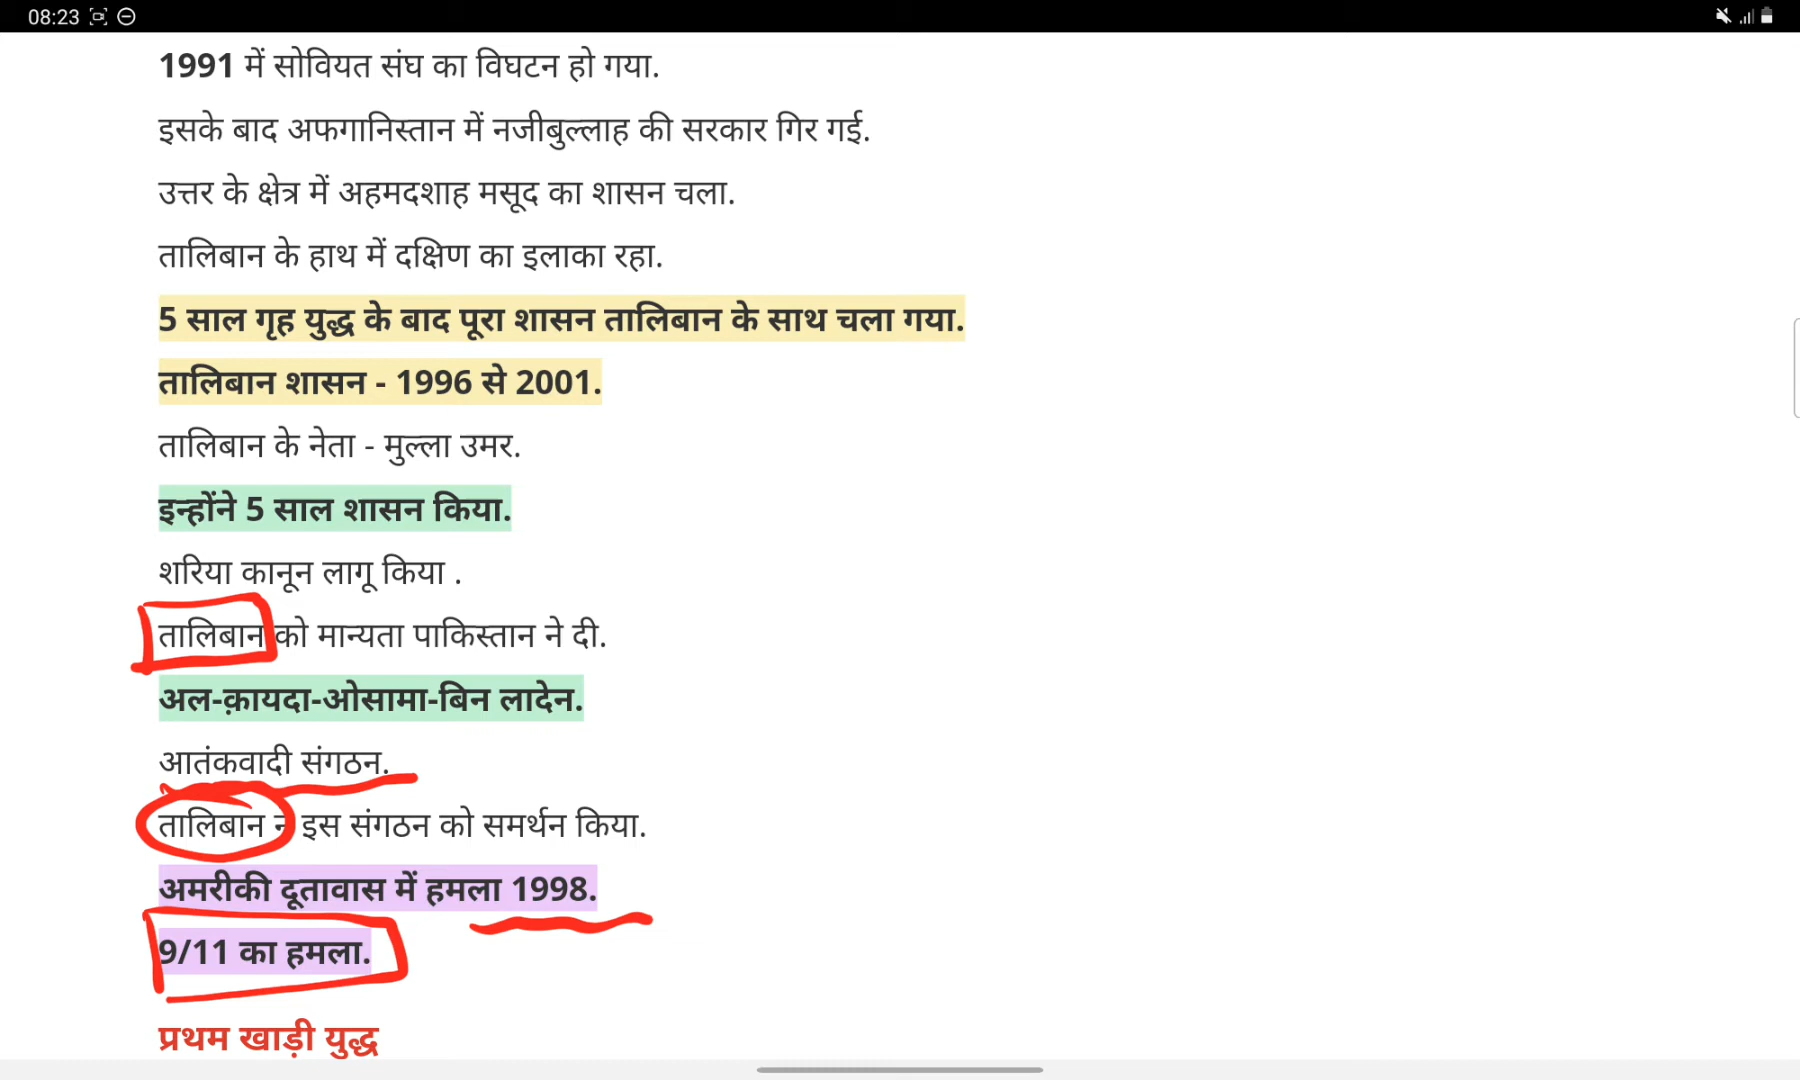 08:23
1991 में सोवियत संघ का विघटन हो गया.
इसके बाद अफगानिस्तान में नजीबुल्लाह की सरकार गिर गई.
उत्तर के क्षेत्र में अहमदशाह मसूद का शासन चला.
तालिबान के हाथ में दक्षिण का इलाका रहा.
5 साल गृह युद्ध के बाद पूरा शासन तालिबान के साथ चला गया.
तालिबान शासन - 1996 से 2001.
तालिबान के नेता - मुल्ला उमर.
इन्होंने 5 साल शासन किया.
शरिया कानून लागू किया .
तालिबान को मान्यता पाकिस्तान ने दी.
अल-क़ायदा-ओसामा-बिन लादेन.
आतंकवादी संगठन.
तालिबान ने इस संगठन को समर्थन किया.
अमरीकी दूतावास में हमला 1998.
9/11 का हमला.
प्रथम खाड़ी युद्ध